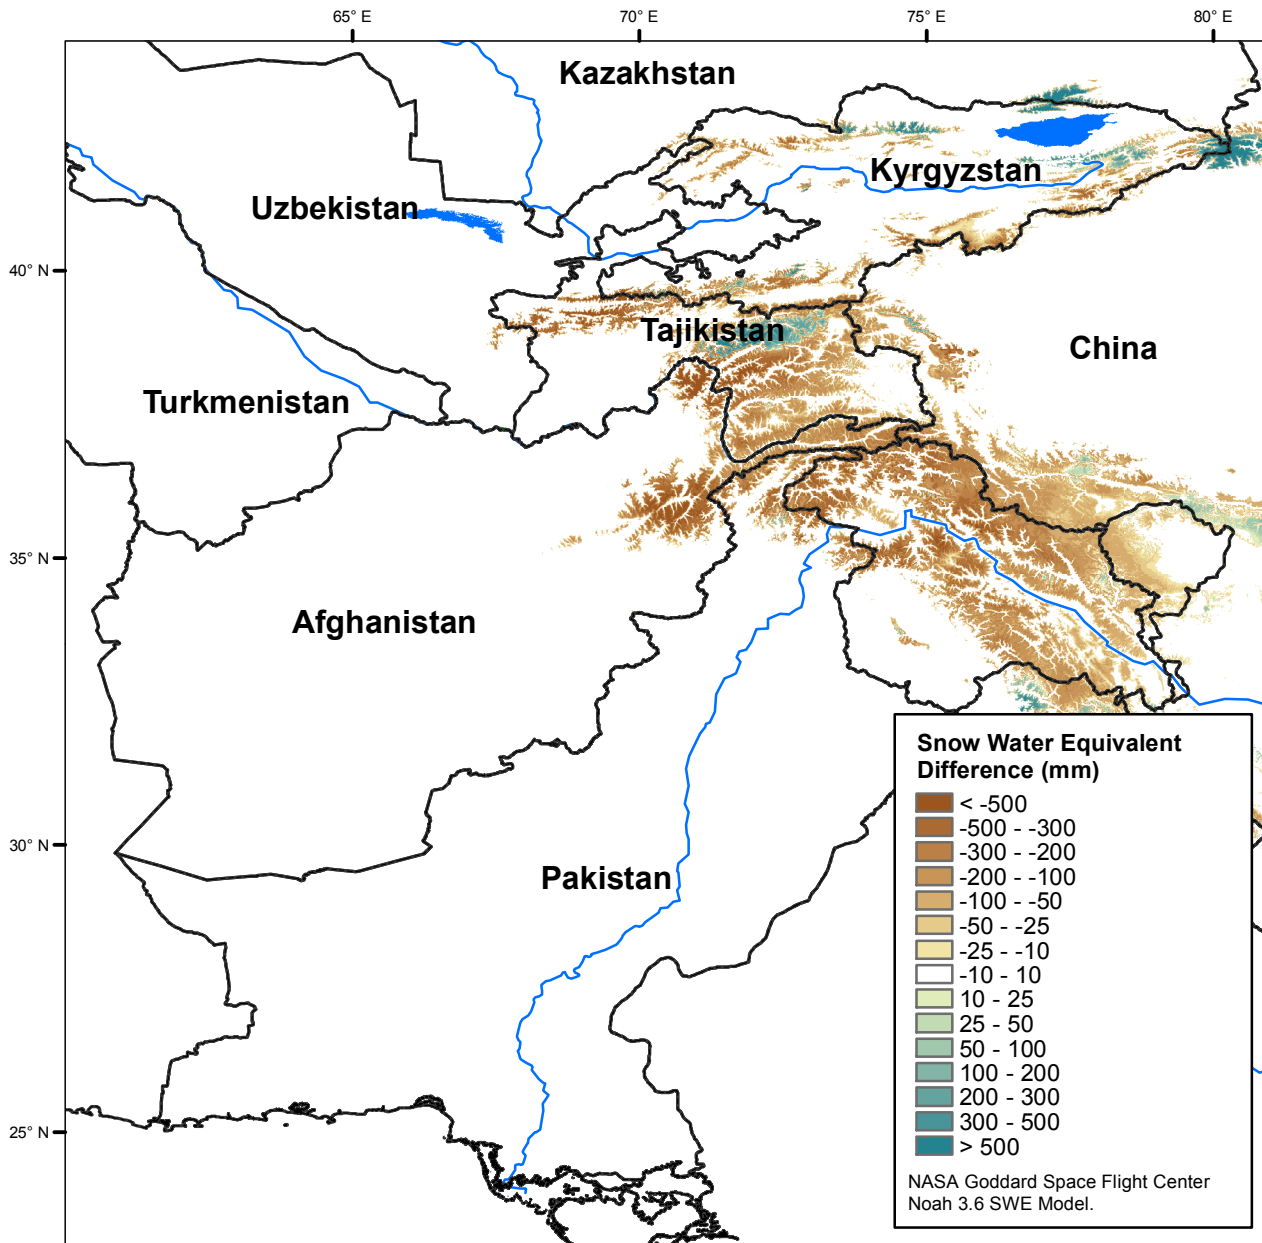 65° E
70° E
75° E
80° E
Kazakhstan
Kyrgyzstan
Uzbekistan
40° N
Tajikistan
China
Turkmenistan
35° N
Afghanistan
30° N
Pakistan
25° N
Snow Water Equivalent
Difference (mm)
< -500
-500 - -300
-300 - -200
-200 - -100
-100 - -50
-50 - -25
-25 - -10
-10 - 10
10 - 25
25 - 50
50 - 100
100 - 200
200 - 300
300 - 500
> 500
NASA Goddard Space Flight Center
Noah 3.6 SWE Model.